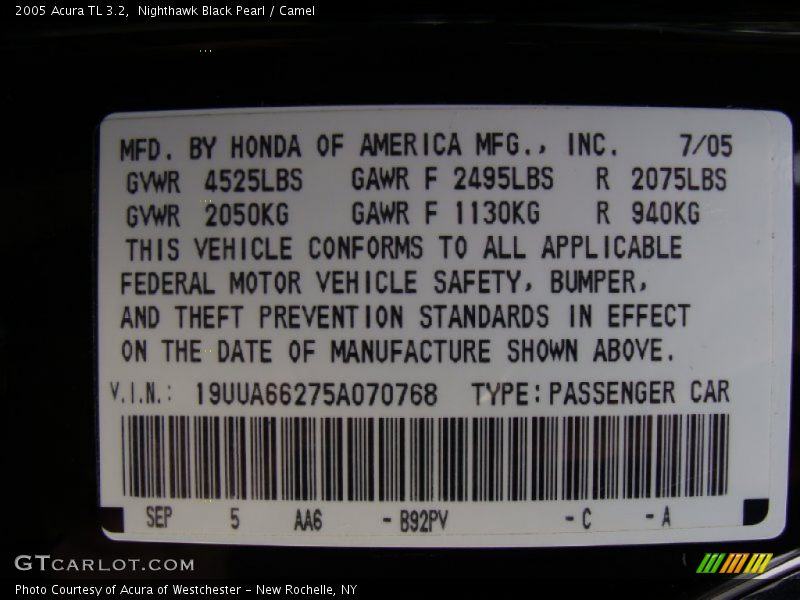 2005 Acura TL 3.2, Nighthawk Black Pearl / Camel
MFD. BY HONDA OF AMERICA MFG., INC. 7/05
GVWR 4525LBS GAWR F 2495LBS R 2075LBS
GVWR 2050KG GAWR F 1130KG R 940KG
THIS VEHICLE CONFORMS TO ALL APPLICABLE
FEDERAL MOTOR VEHICLE SAFETY, BUMPER,
AND THEFT PREVENTION STANDARDS IN EFFECT
ON THE DATE OF MANUFACTURE SHOWN ABOVE.
V.I.N.: 19UUA66275A070768 TYPE: PASSENGER CAR
SEP 5 AA6 - B92PV - C - A
GTCARLOT.COM
Photo Courtesy of Acura of Westchester - New Rochelle, NY